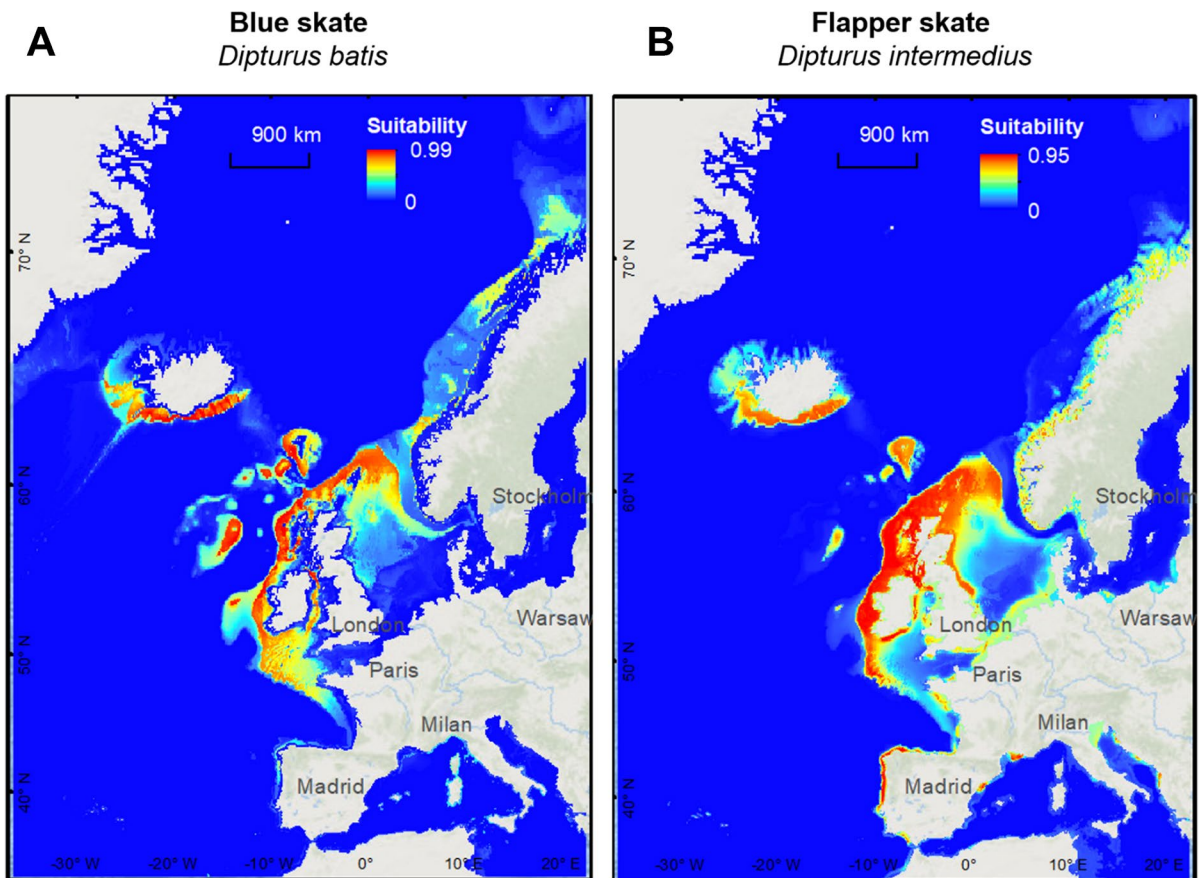 A
Blue skate
Dipturus batis
900 km
Suitability
0.99
0
70° N
60° N
50° N
40° N
Stockholm
Warsaw
London
Paris
Milan
Madrid
-30° W
-20° W
-10° W
0°
10° E
20° E
B
Flapper skate
Dipturus intermedius
900 km
Suitability
0.95
0
70° N
60° N
50° N
40° N
Stockholm
Warsaw
London
Paris
Milan
Madrid
-30° W
-20° W
-10° W
0°
10° E
20° E